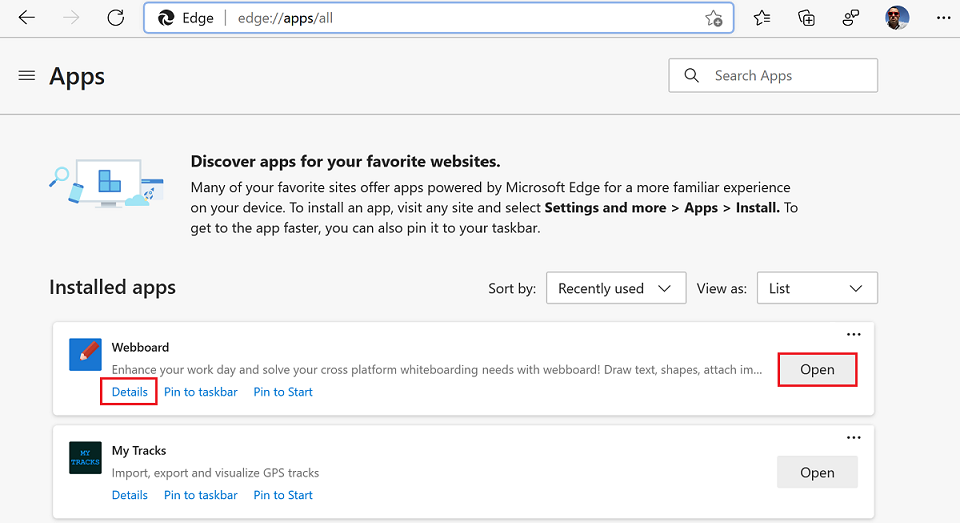 Edge | edge://apps/all
Apps
Search Apps
Discover apps for your favorite websites.
Many of your favorite sites offer apps powered by Microsoft Edge for a more familiar experience
on your device. To install an app, visit any site and select Settings and more > Apps > Install. To
get to the app faster, you can also pin it to your taskbar.
Installed apps
Sort by: Recently used View as: List
Webboard
Enhance your work day and solve your cross platform whiteboarding needs with webboard! Draw text, shapes, attach im...
Open
Details Pin to taskbar Pin to Start
MY
TRACKS
My Tracks
Import, export and visualize GPS tracks
Open
Details Pin to taskbar Pin to Start